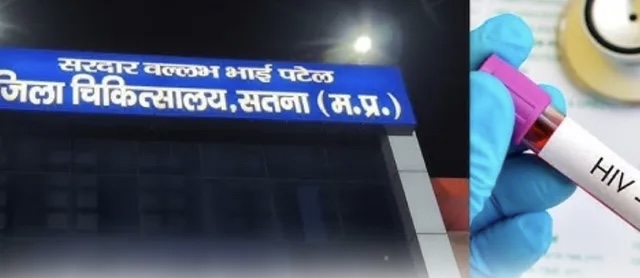 सरदार वल्लभ भाई पटेल
जिला चिकित्सालय,सतना (म.प्र.)
HIV -